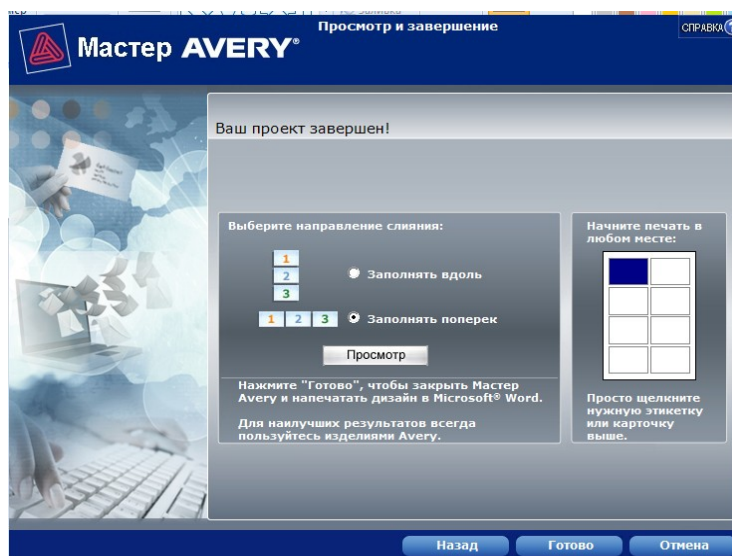 Просмотр и завершение
СПРАВКА
Мастер AVERY®
Ваш проект завершен!
Выберите направление слияния:
1
2
3
Заполнять вдоль
1 2 3 Заполнять поперек
Просмотр
Нажмите "Готово", чтобы закрыть Мастер
Avery и напечатать дизайн в Microsoft® Word.
Для наилучших результатов всегда
пользуйтесь изделиями Avery.
Начните печать в
любом месте:
Просто щелкните
нужную этикетку
или карточку
выше.
Назад
Готово
Отмена